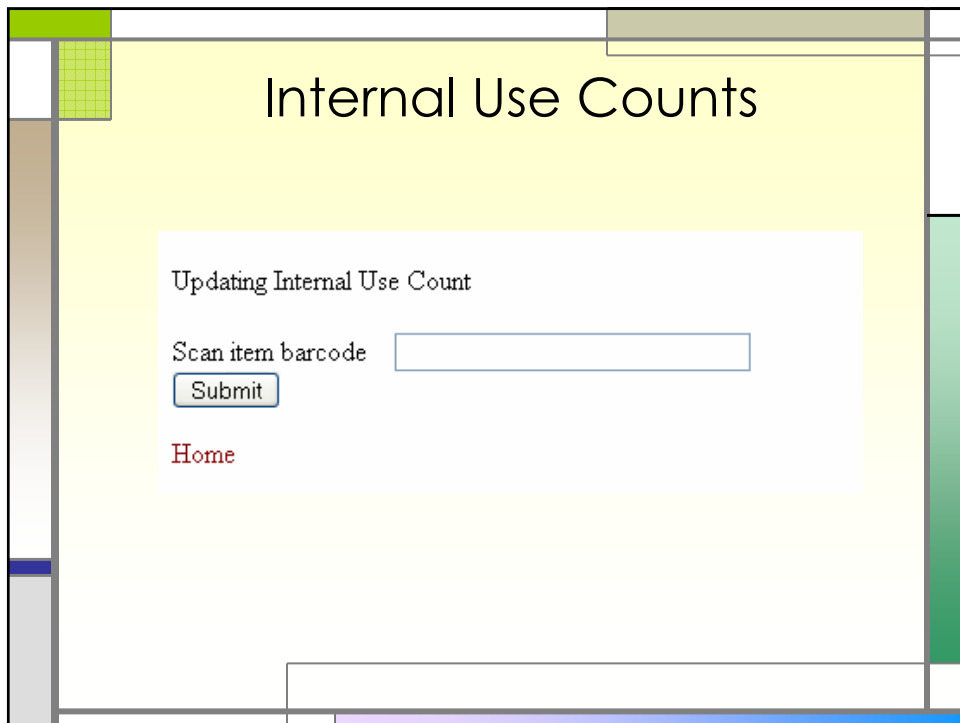 Internal Use Counts
Updating Internal Use Count
Scan item barcode
Submit
Home